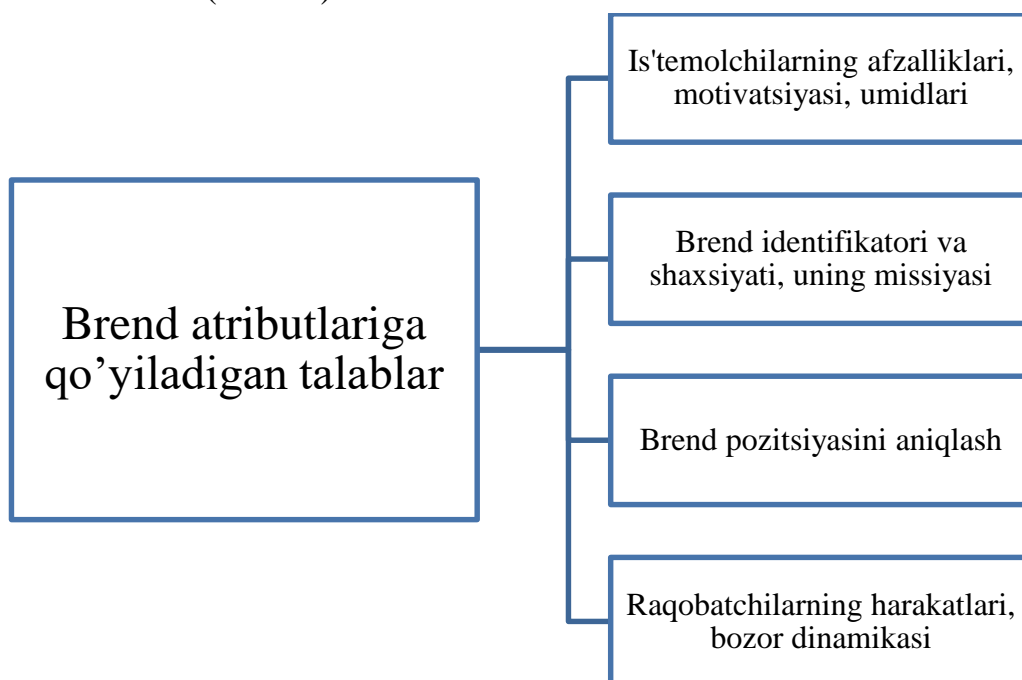 Brend atributlariga
qo’yiladigan talablar
Is'temolchilarning afzalliklari,
motivatsiyasi, umidlari
Brend identifikatori va
shaxsiyati, uning missiyasi
Brend pozitsiyasini aniqlash
Raqobatchilarning harakatlari,
bozor dinamikasi